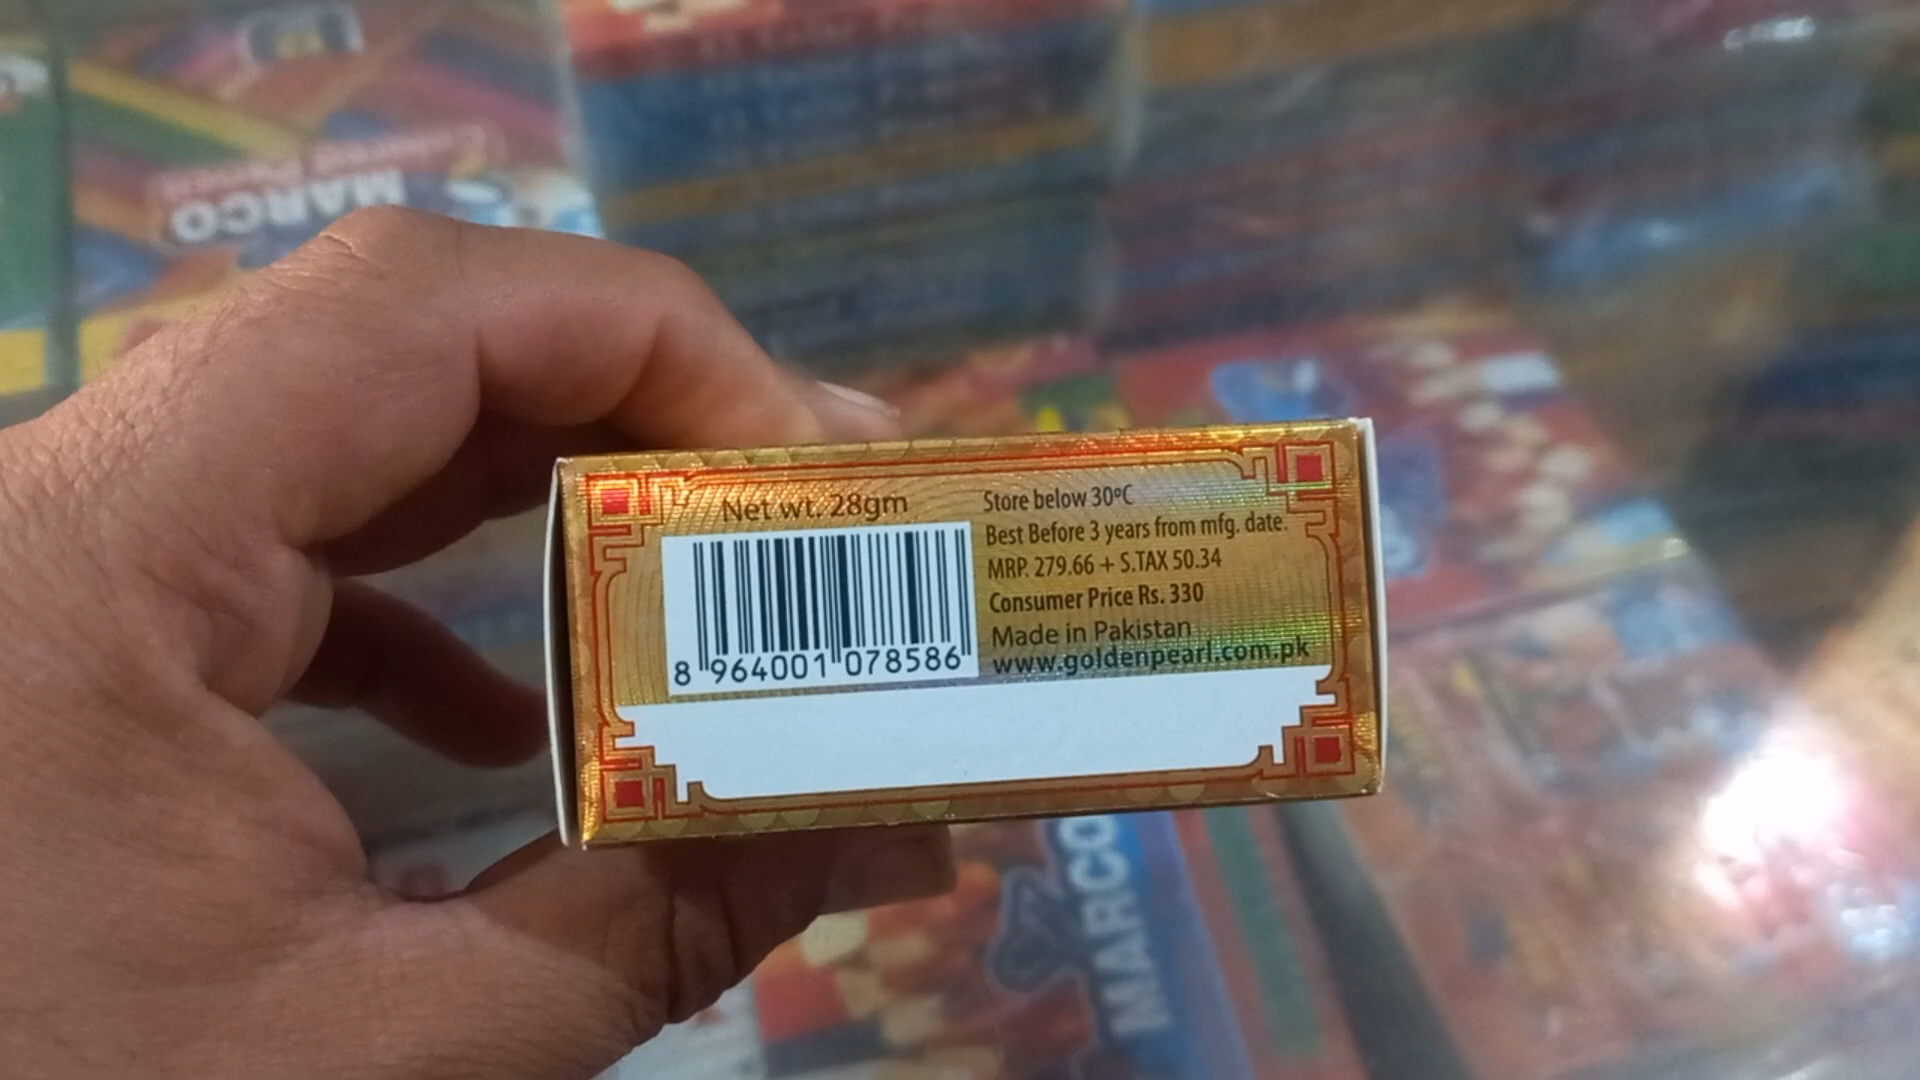 MARCO
Net wt. 28gm
8 964001 078586
Store below 30ºC
Best Before 3 years from mfg. date.
MRP. 279.66 + S.TAX 50.34
Consumer Price Rs. 330
Made in Pakistan
www.goldenpearl.com.pk
MARCO